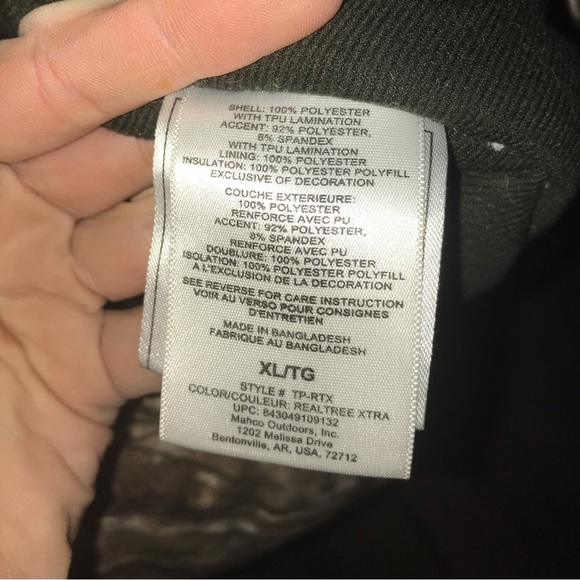 SHELL: 100% POLYESTER
WITH TPU LAMINATION
ACCENT: 92% POLYESTER,
8% SPANDEX
WITH TPU LAMINATION
LINING: 100% POLYESTER
INSULATION: 100% POLYESTER POLYFILL
EXCLUSIVE OF DECORATION
COUCHE EXTERIEURE:
100% POLYESTER
RENFORCE AVEC PU
ACCENT: 92% POLYESTER,
8% SPANDEX
RENFORCE AVEC PU
DOUBLURE: 100% POLYESTER
ISOLATION: 100% POLYESTER POLYFILL
A L'EXCLUSION DE LA DECORATION
SEE REVERSE FOR CARE INSTRUCTION
VOIR AU VERSO POUR CONSIGNES
D'ENTRETIEN
MADE IN BANGLADESH
FABRIQUE AU BANGLADESH
XL/TG
STYLE # TP-RTX
COLOR/COULEUR: REALTREE XTRA
UPC: 843049109132
Mahco Outdoors, Inc.
1202 Melissa Drive
Bentonville, AR, USA. 72712